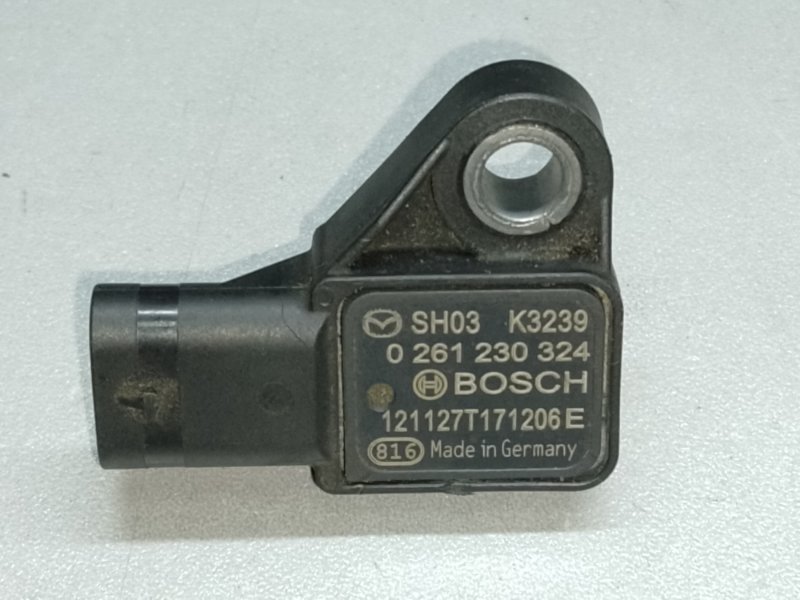 SH03 K3239
0 261 230 324
BOSCH
121127T171206E
816 Made in Germany